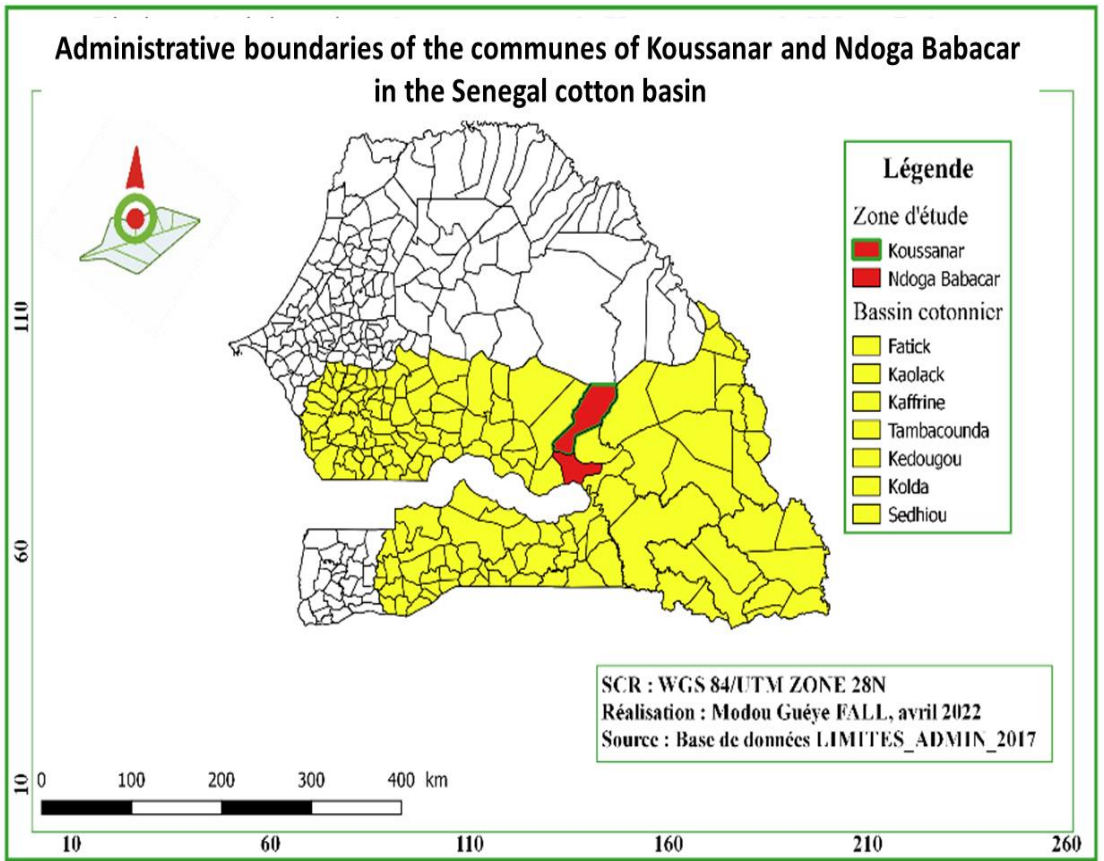 Administrative boundaries of the communes of Koussanar and Ndoga Babacar
in the Senegal cotton basin
Légende
Zone d'étude
Koussanar
Ndoga Babacar
Bassin cotonnier
Fatick
Kaolack
Kaffrine
Tambacounda
Kedougou
Kolda
Sedhiou
110
60
10
SCR : WGS 84/UTM ZONE 28N
Réalisation : Modou Guéye FALL, avril 2022
Source : Base de données LIMITES_ADMIN_2017
0 100 200 300 400 km
10 60 110 160 210 260